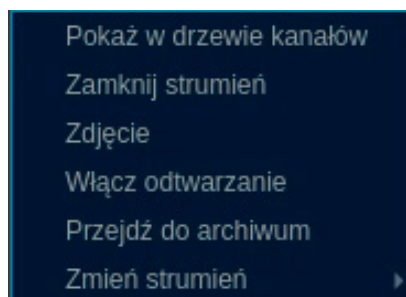 Pokaż w drzewie kanałów
Zamknij strumień
Zdjęcie
Włącz odtwarzanie
Przejdź do archiwum
Zmień strumień